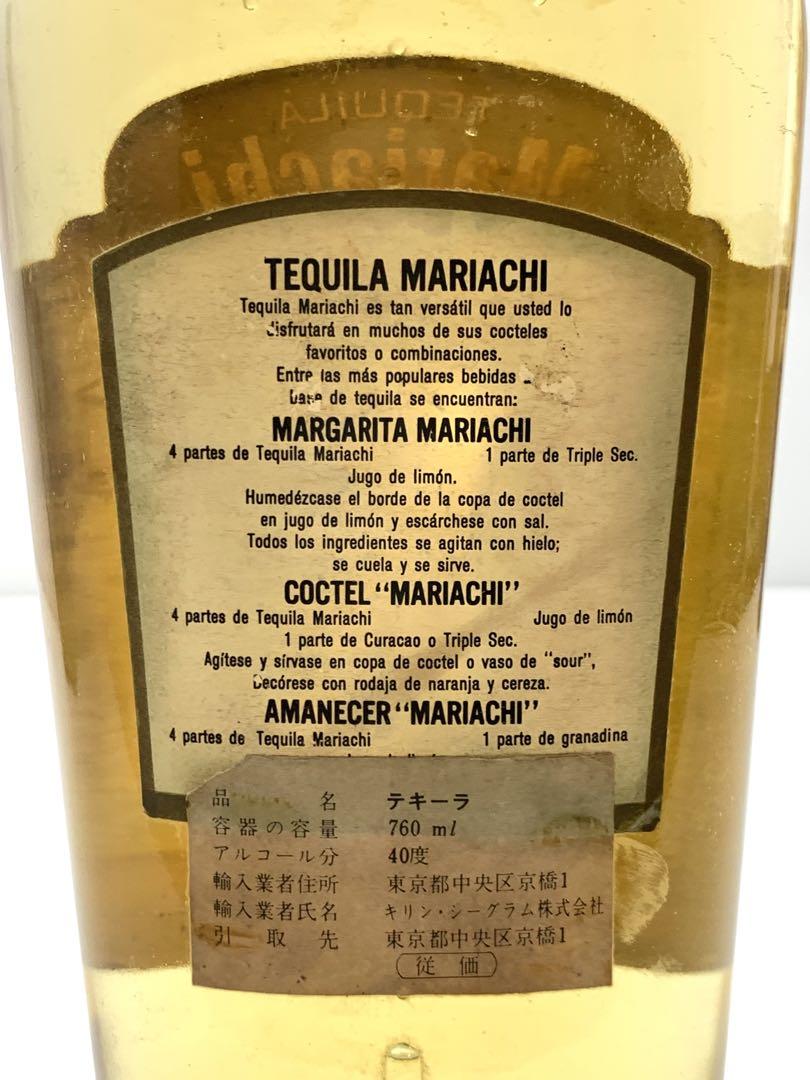 TEQUILA
Mariachi
TEQUILA MARIACHI
Tequila Mariachi es tan versátil que usted lo
disfrutará en muchos de sus cocteles
favoritos o combinaciones.
Entre las más populares bebidas
base de tequila se encuentran:
MARGARITA MARIACHI
4 partes de Tequila Mariachi 1 parte de Triple Sec.
Jugo de limón.
Humedézcase el borde de la copa de coctel
en jugo de limón y escárchese con sal.
Todos los ingredientes se agitan con hielo;
se cuela y se sirve.
COCTEL "MARIACHI"
4 partes de Tequila Mariachi Jugo de limón
1 parte de Curacao o Triple Sec.
Agítese y sírvase en copa de coctel o vaso de "sour",
Decórese con rodaja de naranja y cereza.
AMANECER "MARIACHI"
4 partes de Tequila Mariachi 1 parte de granadina
品名 テキーラ
容器の容量 760 ml
アルコール分 40度
輸入業者住所 東京都中央区京橋1
輸入業者氏名 キリン・シーグラム株式会社
引取先 東京都中央区京橋1
従価